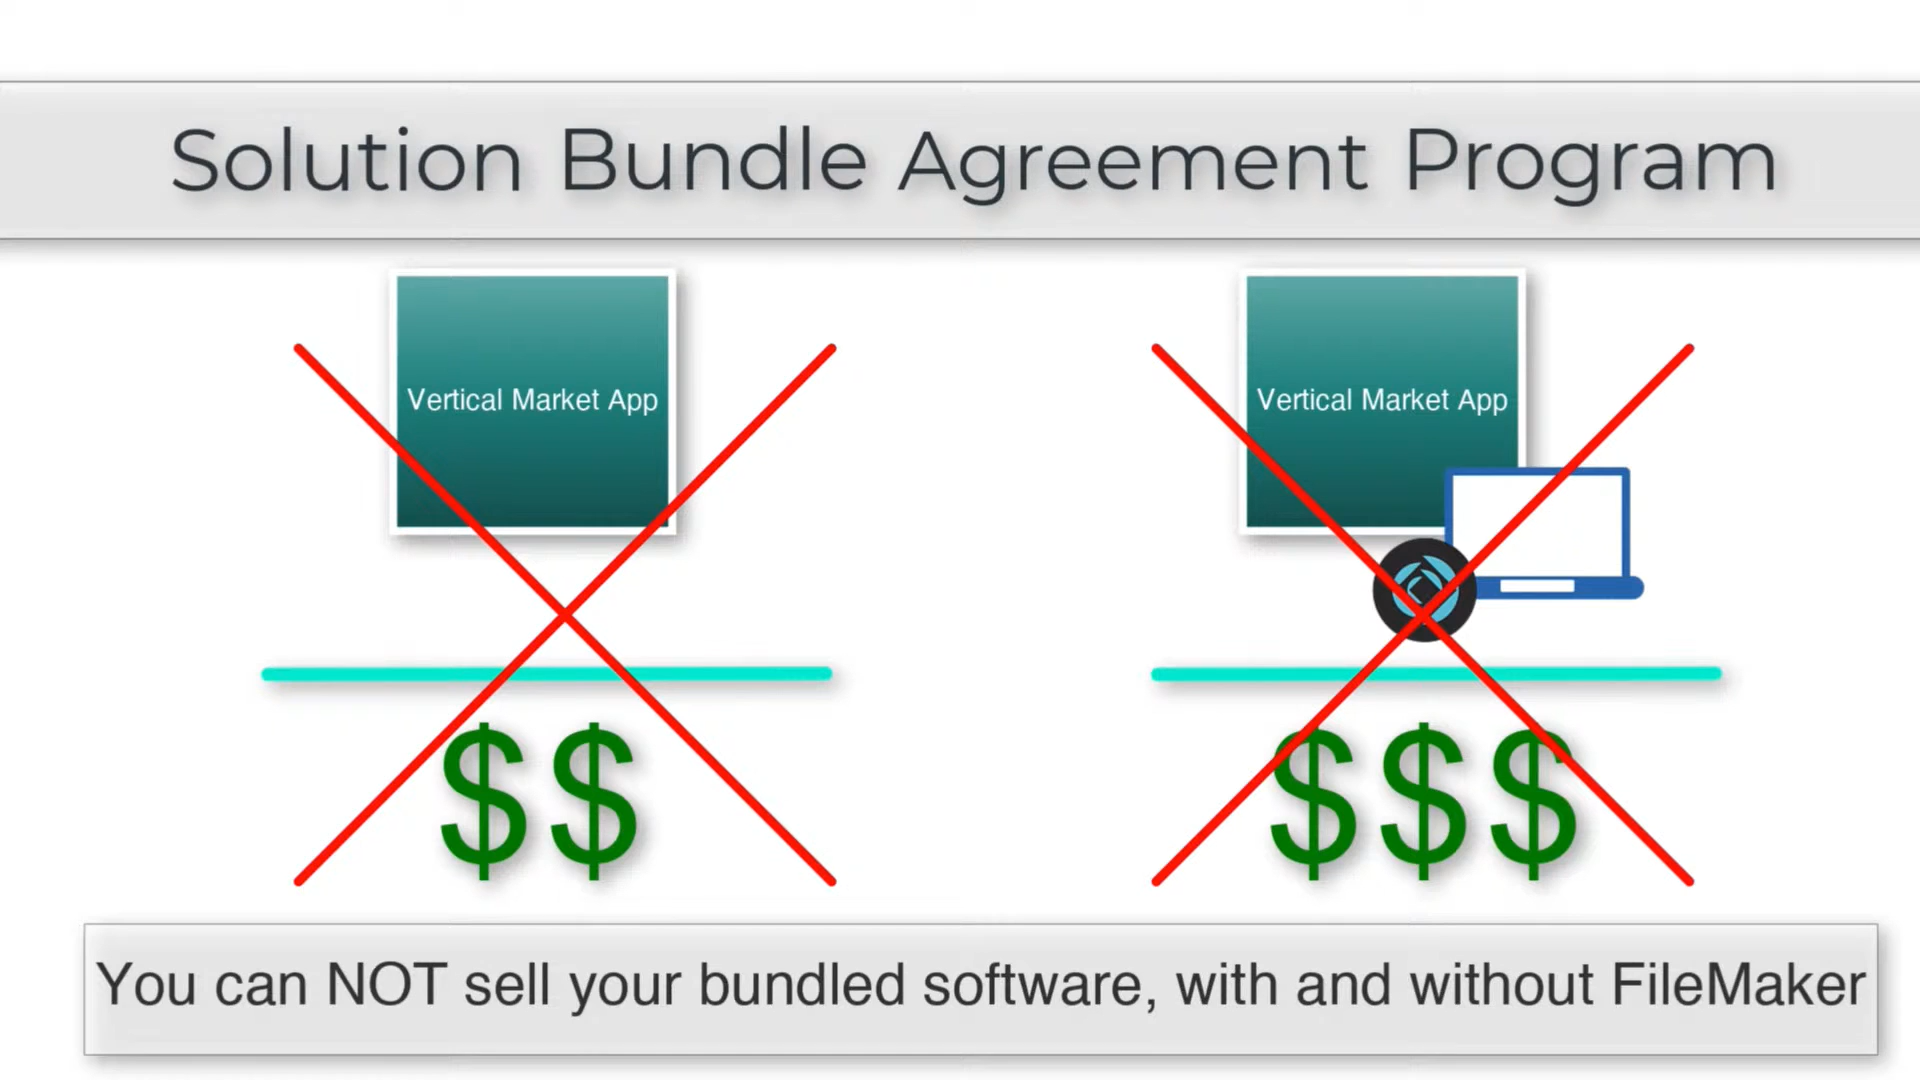 Solution Bundle Agreement Program
Vertical Market App
Vertical Market App
$$
$$$
You can NOT sell your bundled software, with and without FileMaker